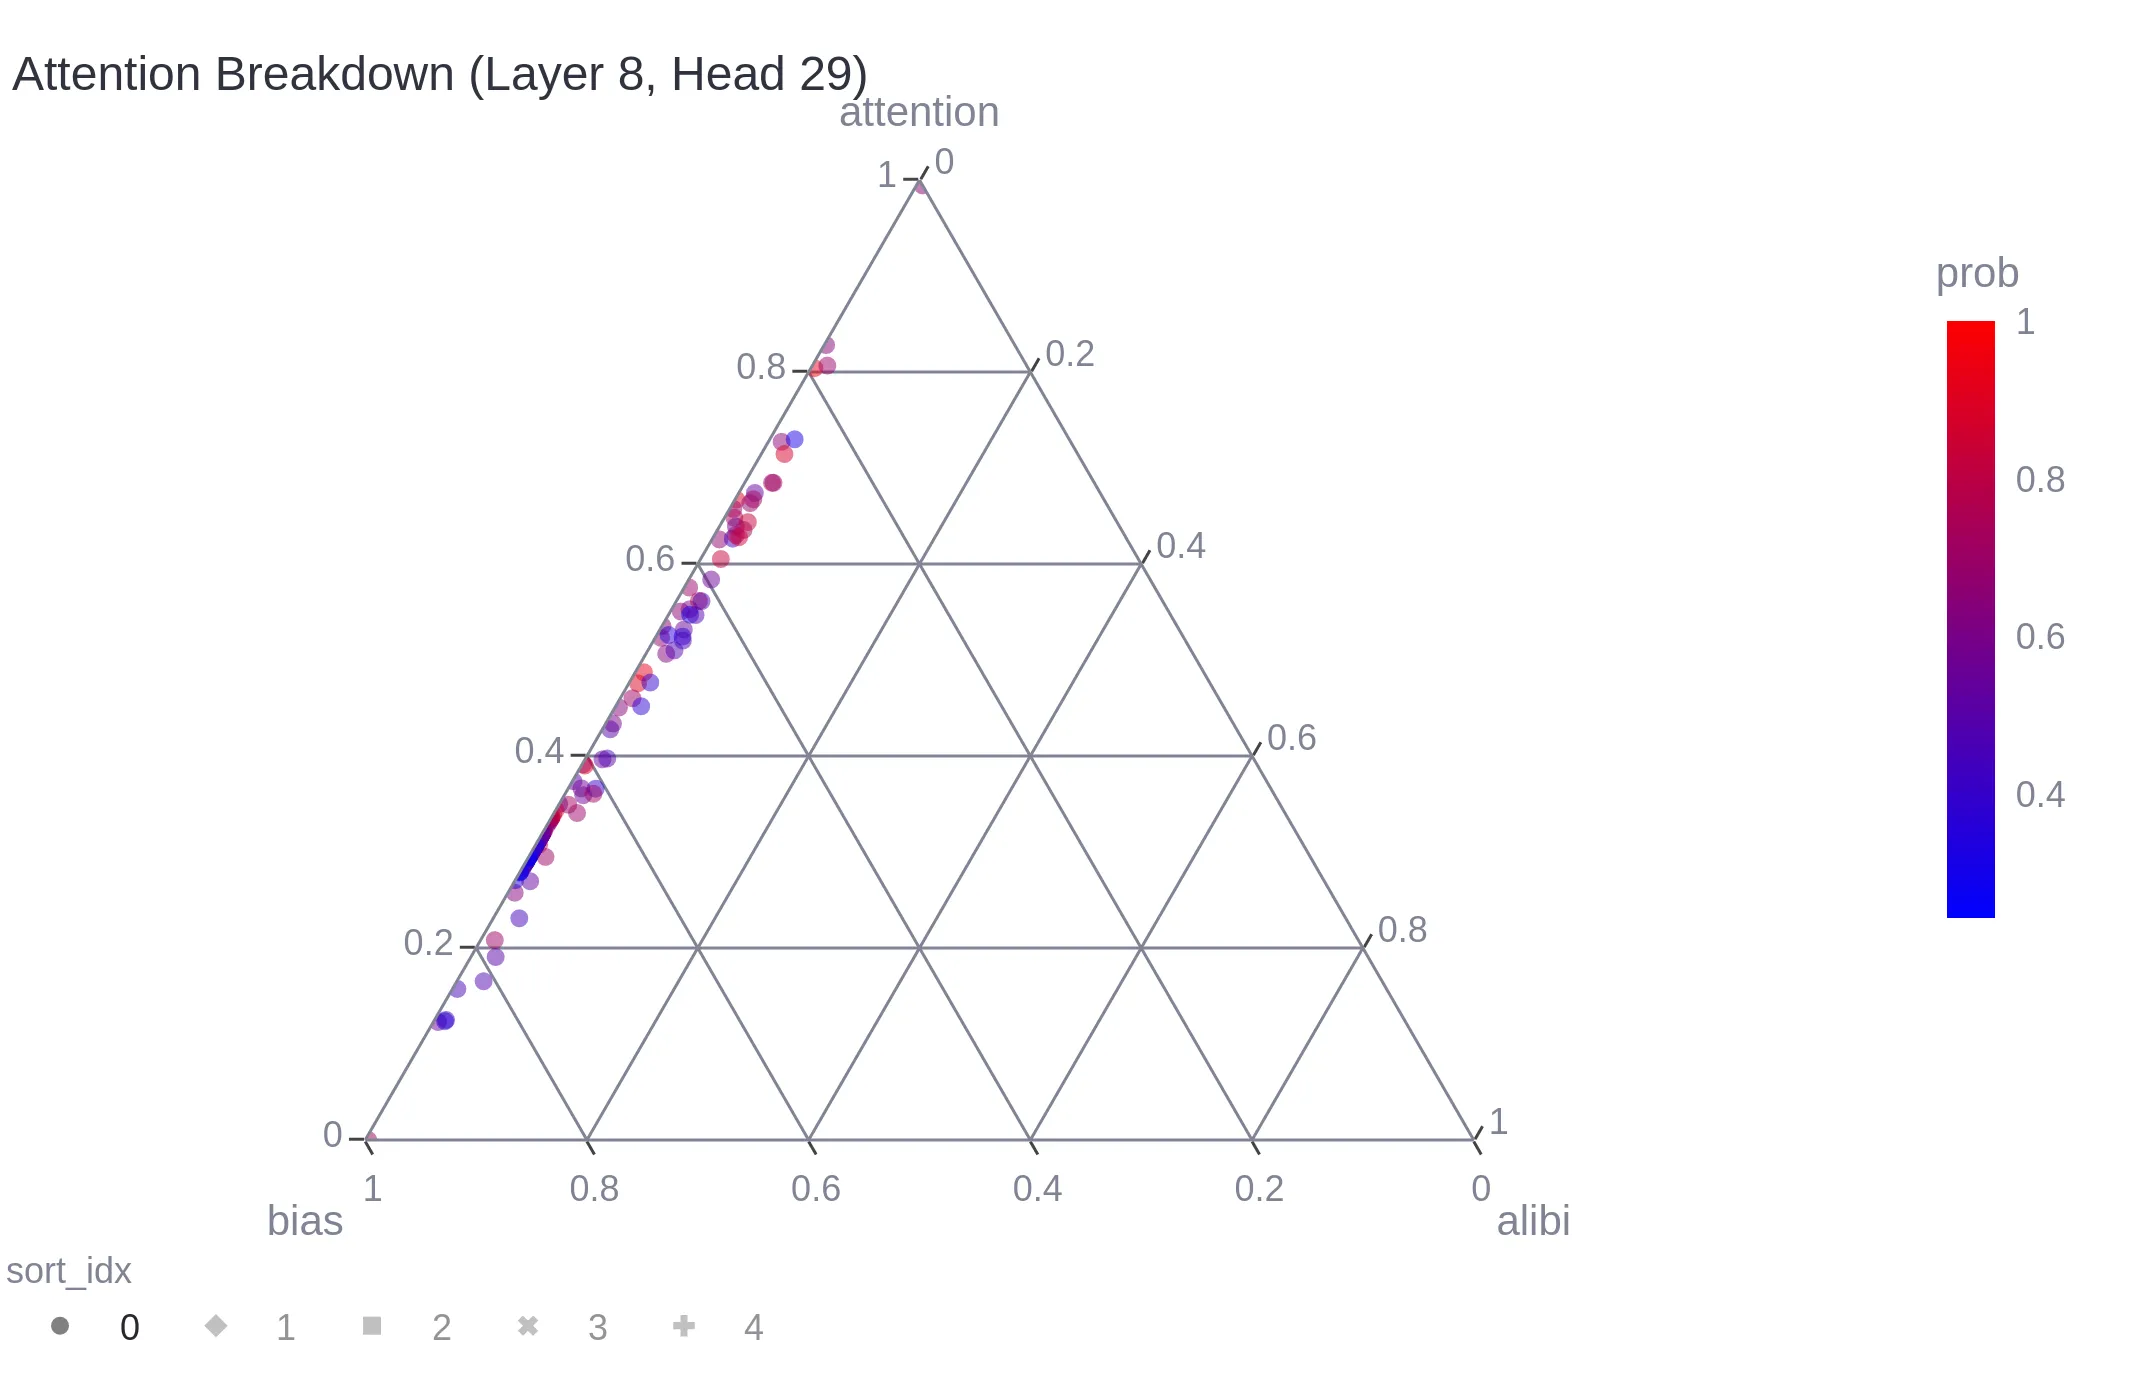 Attention Breakdown (Layer 8, Head 29)
attention
1 0
0.8 0.2
0.6 0.4
0.4 0.6
0.2 0.8
0 1
1 0.8 0.6 0.4 0.2 0
bias alibi
prob
1
0.8
0.6
0.4
sort_idx
0 1 2 3 4